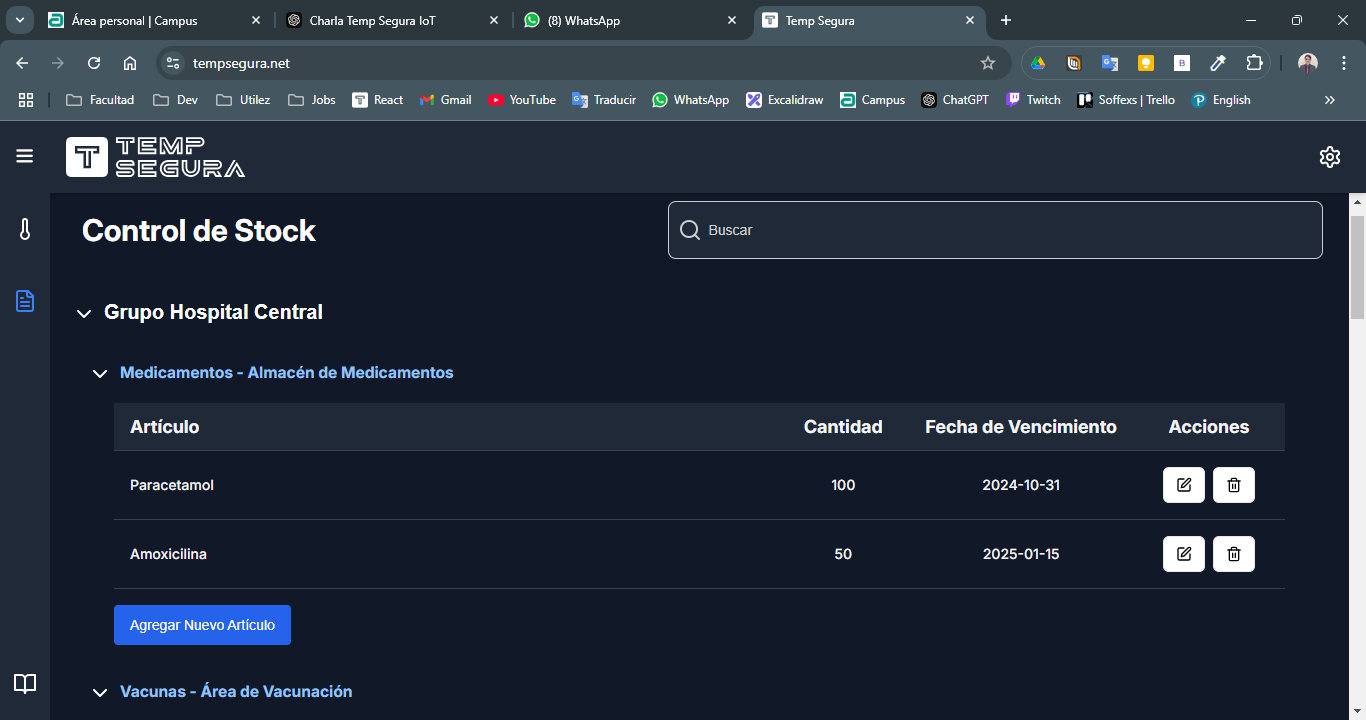 Área personal | Campus
Charla Temp Segura IoT
(8) WhatsApp
Temp Segura
tempsegura.net
Facultad Dev Utilez Jobs React Gmail YouTube Traducir WhatsApp Excalidraw Campus ChatGPT Twitch Soffexs | Trello English
T TEMP
SEGURA
Control de Stock
Buscar
Grupo Hospital Central
Medicamentos - Almacén de Medicamentos
Artículo Cantidad Fecha de Vencimiento Acciones
Paracetamol 100 2024-10-31
Amoxicilina 50 2025-01-15
Agregar Nuevo Artículo
Vacunas - Área de Vacunación